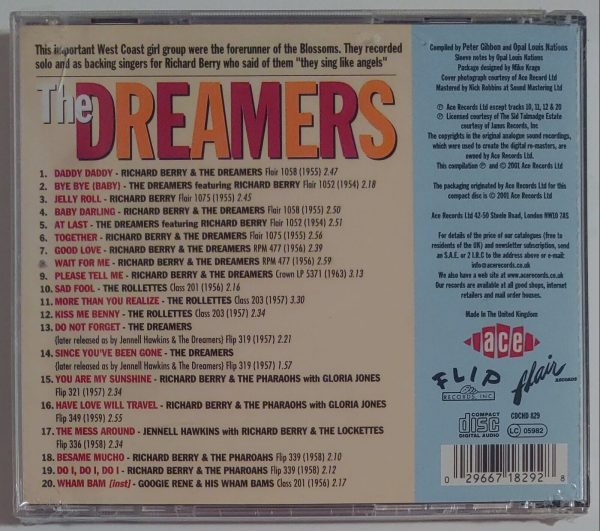 This important West Coast girl group were the forerunner of the Blossoms. They recorded
solo and as backing singers for Richard Berry who said of them "they sing like angels"
The DREAMERS
1. DADDY DADDY - RICHARD BERRY & THE DREAMERS Flair 1058 (1955) 2.47
2. BYE BYE (BABY) - THE DREAMERS featuring RICHARD BERRY Flair 1052 (1954) 2.18
3. JELLY ROLL - RICHARD BERRY & THE DREAMERS Flair 1075 (1955) 2.45
4. BABY DARLING - RICHARD BERRY & THE DREAMERS Flair 1058 (1955) 2.50
5. AT LAST - THE DREAMERS featuring RICHARD BERRY Flair 1052 (1954) 2.51
6. TOGETHER - RICHARD BERRY & THE DREAMERS Flair 1075 (1955) 2.56
7. GOOD LOVE - RICHARD BERRY & THE DREAMERS RPM 477 (1956) 2.39
8. WAIT FOR ME - RICHARD BERRY & THE DREAMERS RPM 477 (1956) 2.59
9. PLEASE TELL ME - RICHARD BERRY & THE DREAMERS Crown LP 5371 (1963) 3.13
10. SAD FOOL - THE ROLLETTES Class 201 (1956) 2.16
11. MORE THAN YOU REALIZE - THE ROLLETTES Class 203 (1957) 3.30
12. KISS ME BENNY - THE ROLLETTES Class 203 (1957) 2.34
13. DO NOT FORGET - THE DREAMERS
(later released as by Jennell Hawkins & The Dreamers) Flip 319 (1957) 2.21
14. SINCE YOU'VE BEEN GONE - THE DREAMERS
(later released as by Jennell Hawkins & The Dreamers) Flip 319 (1957) 1.57
15. YOU ARE MY SUNSHINE - RICHARD BERRY & THE PHARAOHS with GLORIA JONES
Flip 321 (1957) 2.34
16. HAVE LOVE WILL TRAVEL - RICHARD BERRY & THE PHARAOHS with GLORIA JONES
Flip 349 (1959) 2.55
17. THE MESS AROUND - JENNELL HAWKINS with RICHARD BERRY & THE LOCKETTES
Flip 336 (1958) 2.34
18. BESAME MUCHO - RICHARD BERRY & THE PHAROAHS Flip 339 (1958) 2.10
19. DO I, DO I, DO I - RICHARD BERRY & THE PHAROAHS Flip 339 (1958) 2.12
20. WHAM BAM [inst] - GOOGIE RENE & HIS WHAM BAMS Class 201 (1956) 2.17
Compiled by Peter Gibbon and Opal Louis Nations
Sleeve notes by Opal Louis Nations
Package designed by Mike Krage
Cover photograph courtesy of Ace Record Ltd
Mastered by Nick Robbins at Sound Mastering Ltd
℗ Ace Records Ltd except tracks 10, 11, 12 & 20
℗ Licensed courtesy of The Sid Talmadge Estate
courtesy of Janus Records, Inc
The copyrights in the original analogue sound recordings,
which were used to create the digital re-masters, are
owned by Ace Records Ltd.
This compilation ℗ and © 2001 Ace Records Ltd
The packaging originated by Ace Records Ltd for this
compact disc is © 2001 Ace Records Ltd.
Ace Records Ltd 42-50 Steele Road, London NW10 7AS
For details of the price of our catalogues (free to
residents of the UK) and newsletter subscription, send
an S.A.E. or 2 I.R.C to the address above or e-mail:
info@acerecords.co.uk
We also have a web site at www.acerecords.co.uk
Our records are available at all good shops, internet
retailers and mail order houses.
Made In The United Kingdom
ace
FLIP
RECORDS, INC.
flair
RECORDS
COMPACT
disc
DIGITAL AUDIO
CDCHD 829
LC 05982
0 29667 18292 8